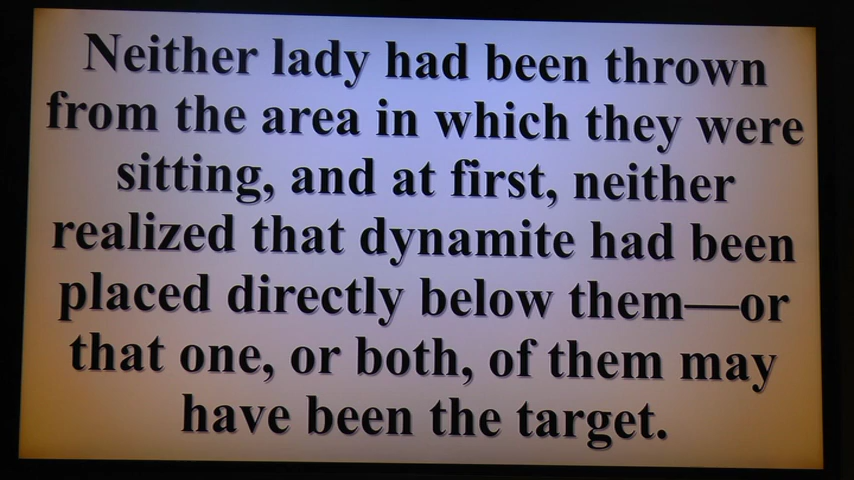 Neither lady had been thrown
from the area in which they were
sitting, and at first, neither
realized that dynamite had been
placed directly below them—or
that one, or both, of them may
have been the target.